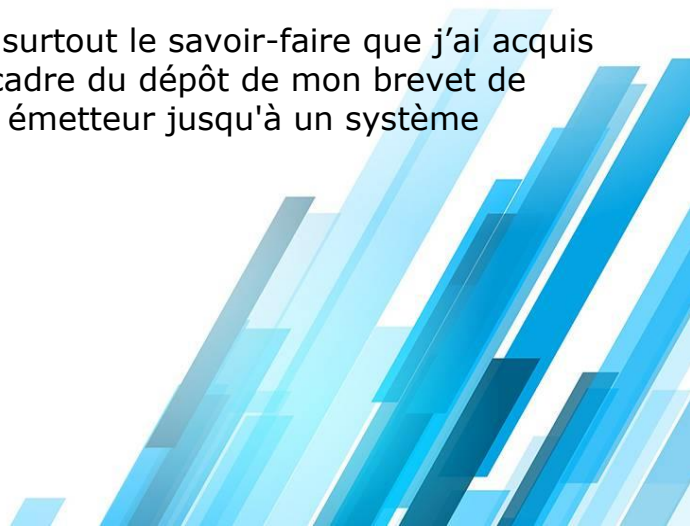 surtout le savoir-faire que j’ai acquis
cadre du dépôt de mon brevet de
émetteur jusqu'à un système